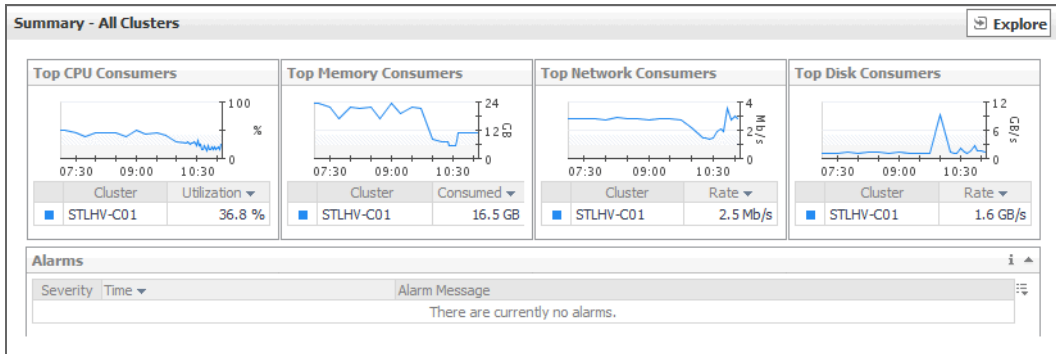 Summary - All Clusters
Explore
Top CPU Consumers
100
%
0
07:30 09:00 10:30
Cluster Utilization
STLHV-C01 36.8 %
Top Memory Consumers
24
12
GB
0
07:30 09:00 10:30
Cluster Consumed
STLHV-C01 16.5 GB
Top Network Consumers
4
2
Mb/s
0
07:30 09:00 10:30
Cluster Rate
STLHV-C01 2.5 Mb/s
Top Disk Consumers
12
6
GB/s
0
07:30 09:00 10:30
Cluster Rate
STLHV-C01 1.6 GB/s
Alarms
i
Severity Time Alarm Message
There are currently no alarms.